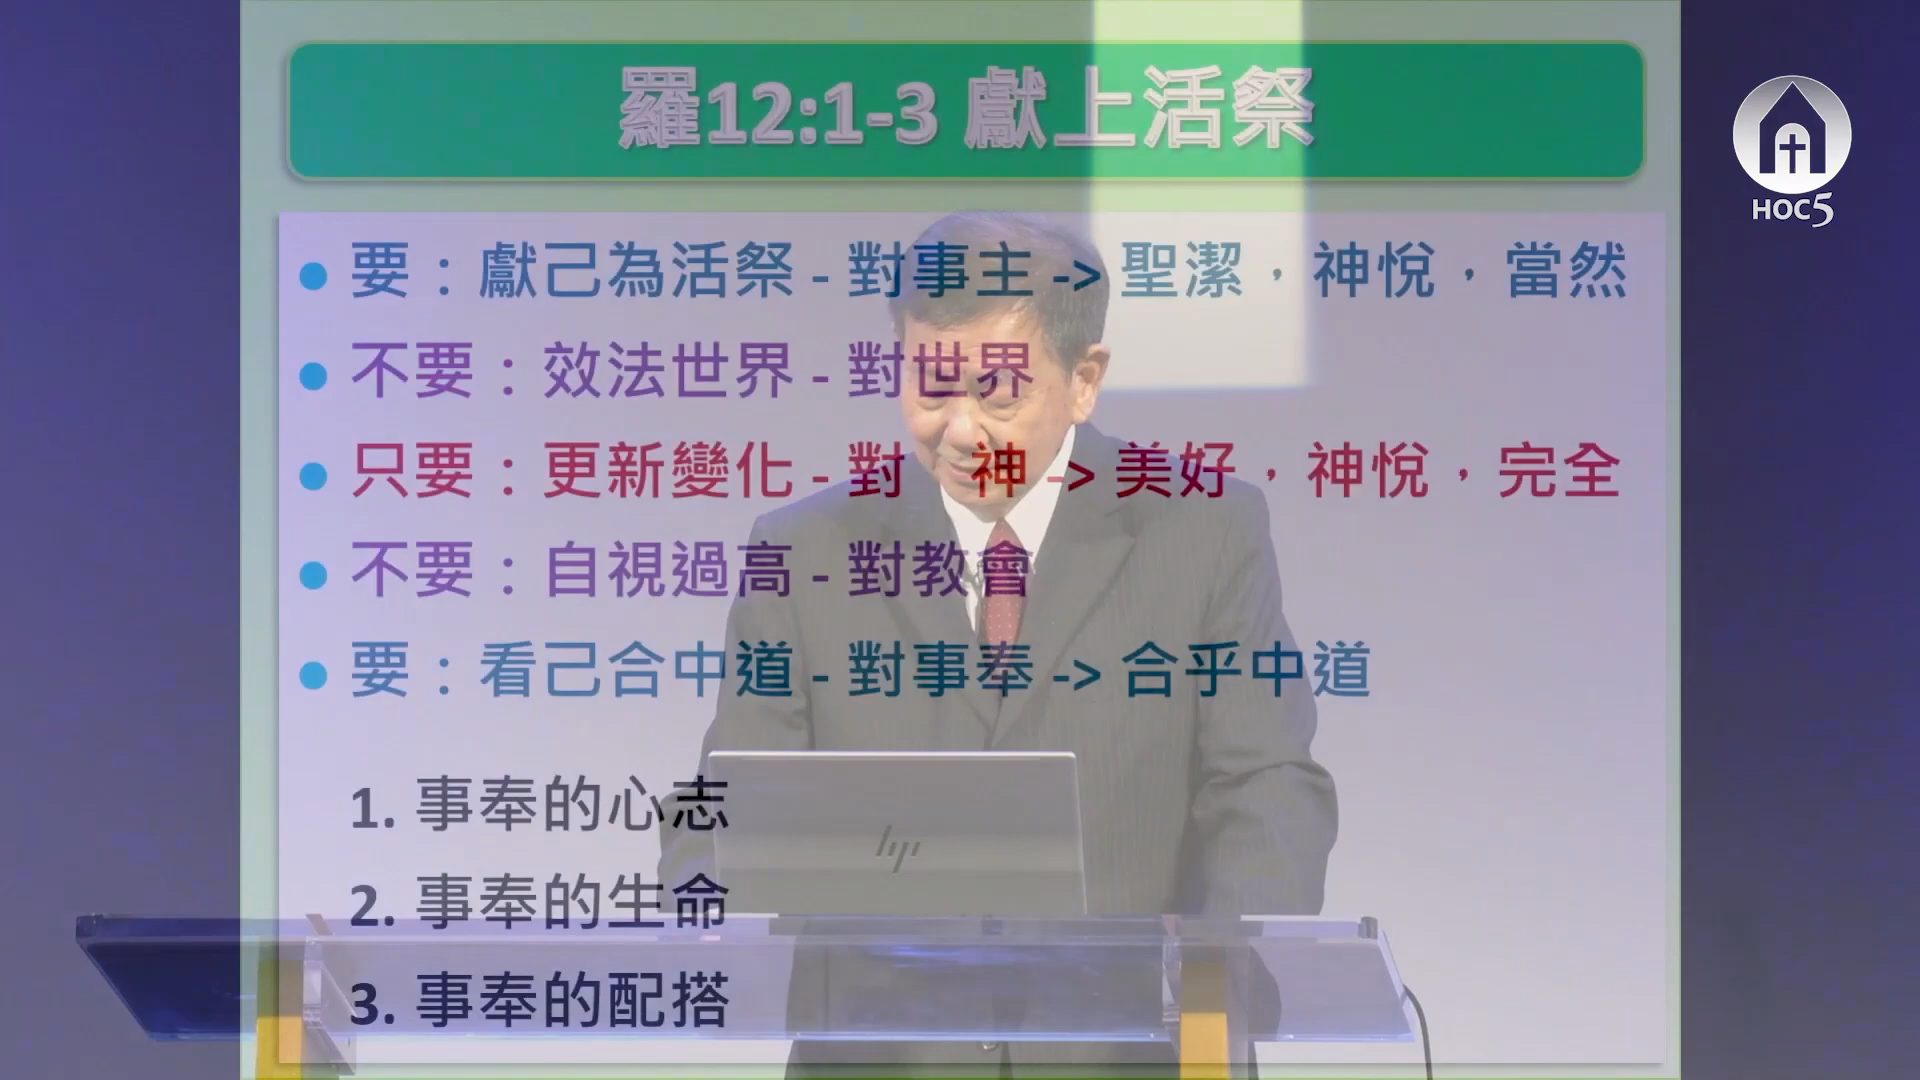 羅12:1-3 獻上活祭
HOC5
要：獻己為活祭 - 對事主 -> 聖潔，神悅，當然
不要：效法世界 - 對世界
只要：更新變化 - 對　神 -> 美好，神悅，完全
不要：自視過高 - 對教會
要：看己合中道 - 對事奉 -> 合乎中道
1. 事奉的心志
2. 事奉的生命
3. 事奉的配搭
hp